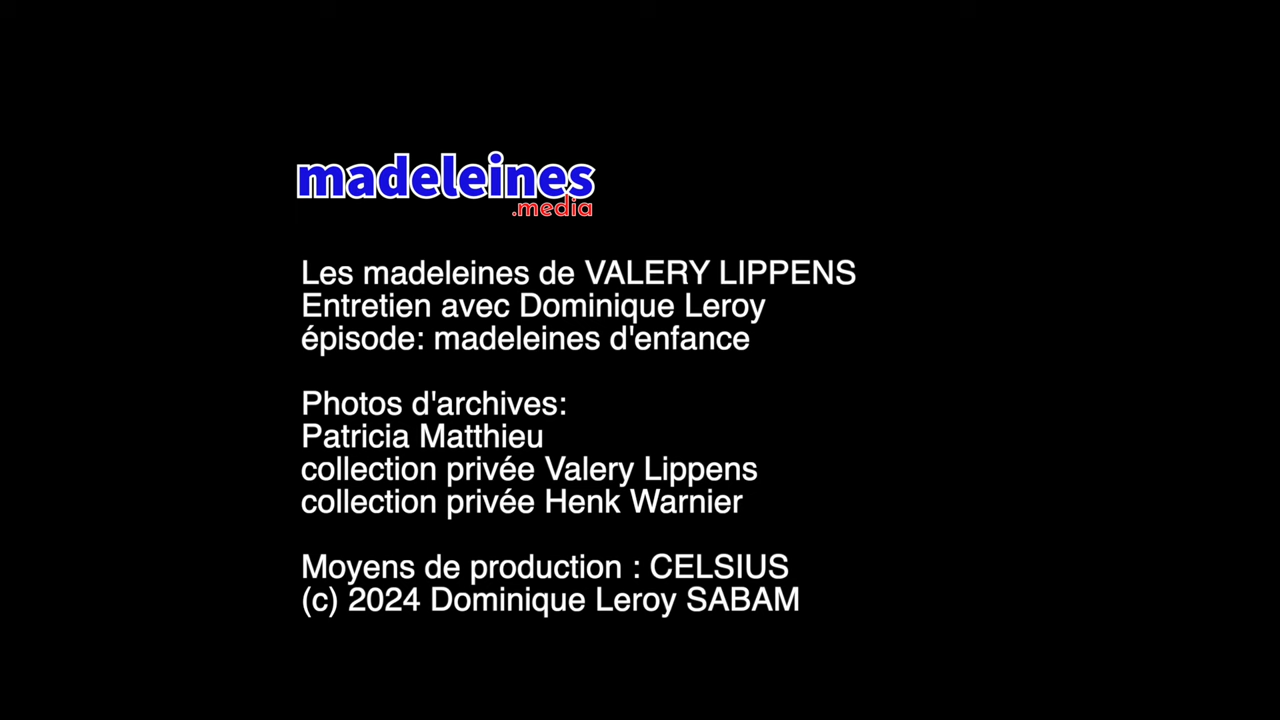 madeleines
.media
Les madeleines de VALERY LIPPENS
Entretien avec Dominique Leroy
épisode: madeleines d'enfance
Photos d'archives:
Patricia Matthieu
collection privée Valery Lippens
collection privée Henk Warnier
Moyens de production : CELSIUS
(c) 2024 Dominique Leroy SABAM